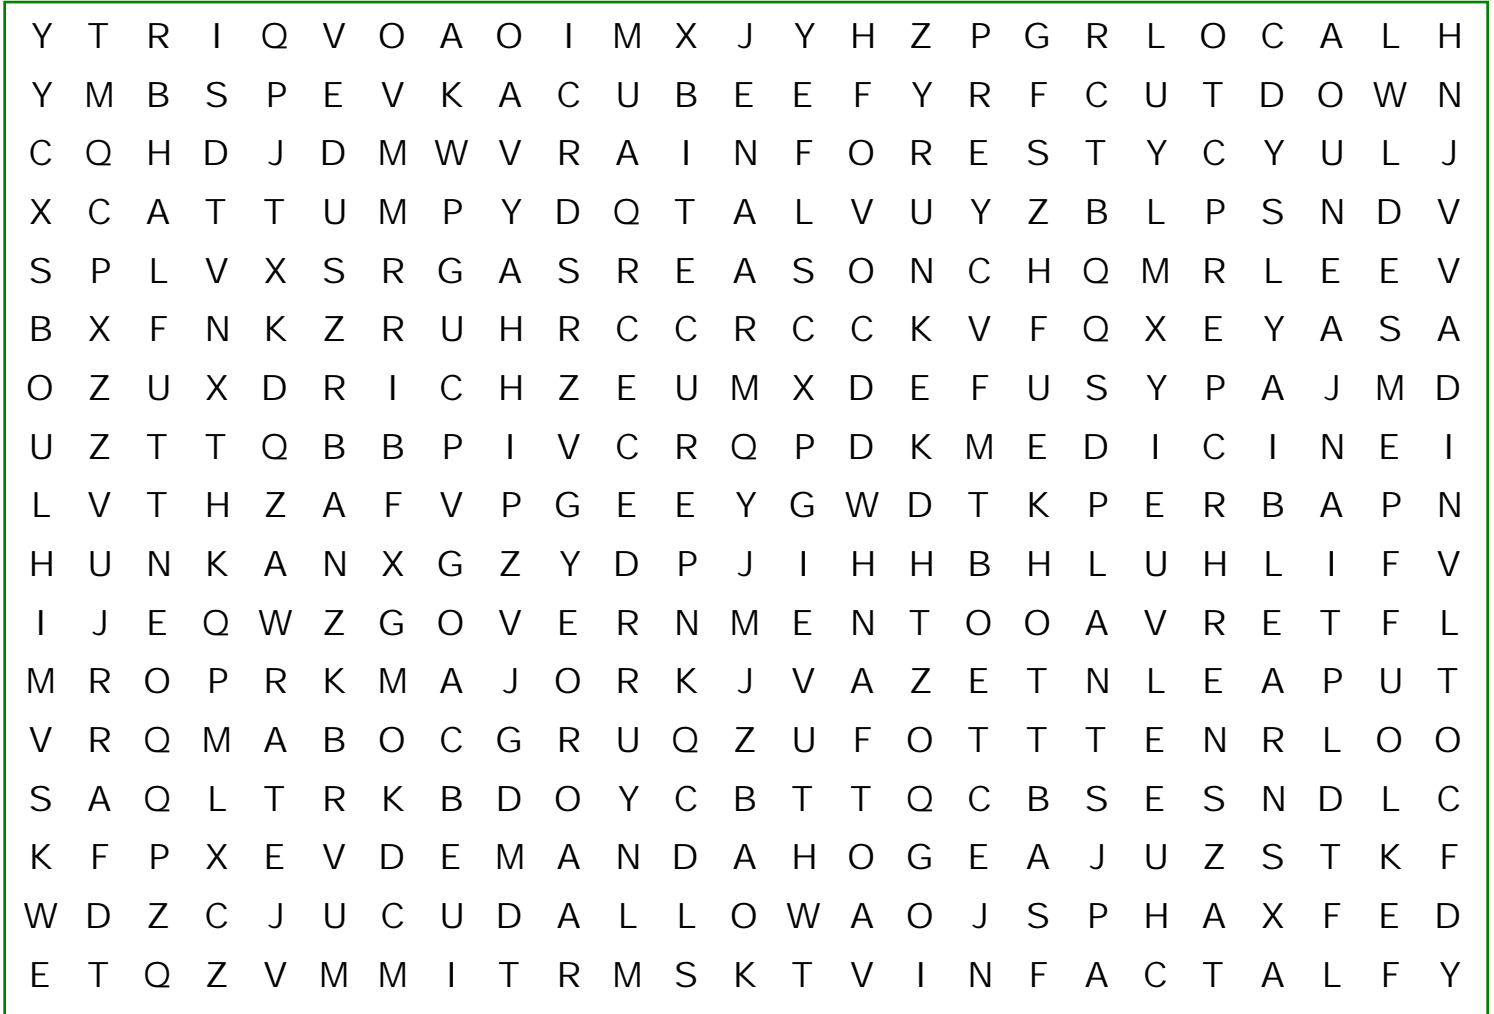 Y T R I Q V O A O I M X J Y H Z P G R L O C A L H
Y M B S P E V K A C U B E E F Y R F C U T D O W N
C Q H D J D M W V R A I N F O R E S T Y C Y U L J
X C A T T U M P Y D Q T A L V U Y Z B L P S N D V
S P L V X S R G A S R E A S O N C H Q M R L E E V
B X F N K Z R U H R C C R C C K V F Q X E Y A S A
O Z U X D R I C H Z E U M X D E F U S Y P A J M D
U Z T T Q B B P I V C R Q P D K M E D I C I N E I
L V T H Z A F V P G E E Y G W D T K P E R B A P N
H U N K A N X G Z Y D P J I H H B H L U H L I F V
I J E Q W Z G O V E R N M E N T O O A V R E T F L
M R O P R K M A J O R K J V A Z E T N L E A P U T
V R Q M A B O C G R U Q Z U F O T T T E N R L O O
S A Q L T R K B D O Y C B T T Q C B S E S N D L C
K F P X E V D E M A N D A H O G E A J U Z S T K F
W D Z C J U C U D A L L O W A O J S P H A X F E D
E T Q Z V M M I T R M S K T V I N F A C T A L F Y